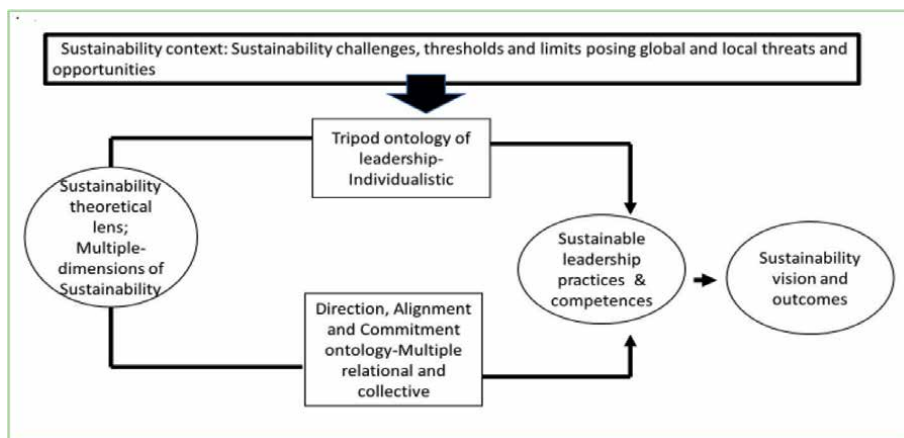 Sustainability context: Sustainability challenges, thresholds and limits posing global and local threats and
opportunities
Tripod ontology of
leadership-
Individualistic
Sustainability
theoretical
lens;
Multiple-
dimensions of
Sustainability
Sustainable
leadership
practices & 
competences
Sustainability
vision and
outcomes
Direction, Alignment
and Commitment
ontology-Multiple
relational and
collective